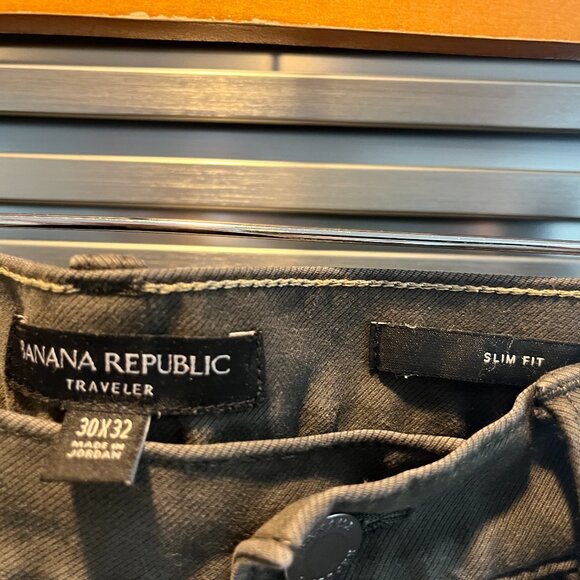 BANANA REPUBLIC
TRAVELER
30X32
MADE IN
JORDAN
SLIM FIT